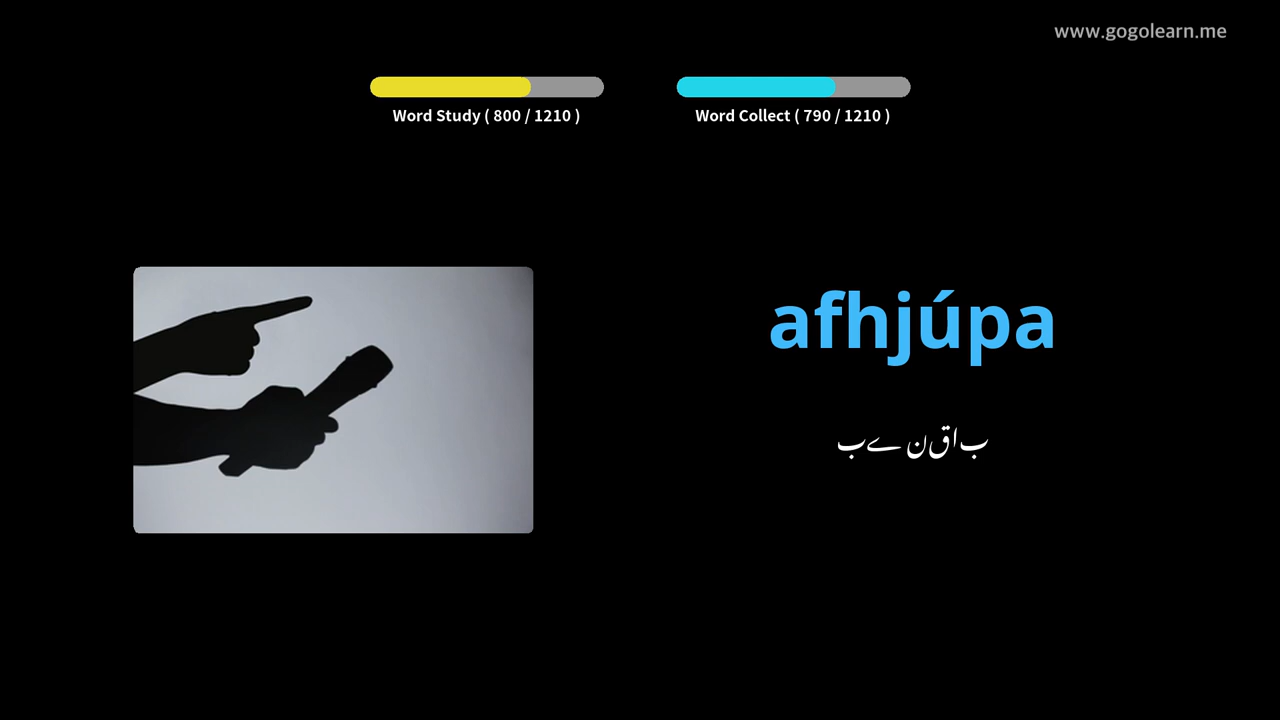 www.gogolearn.me
Word Study ( 800 / 1210 )
Word Collect ( 790 / 1210 )
afhjúpa
بے نقاب